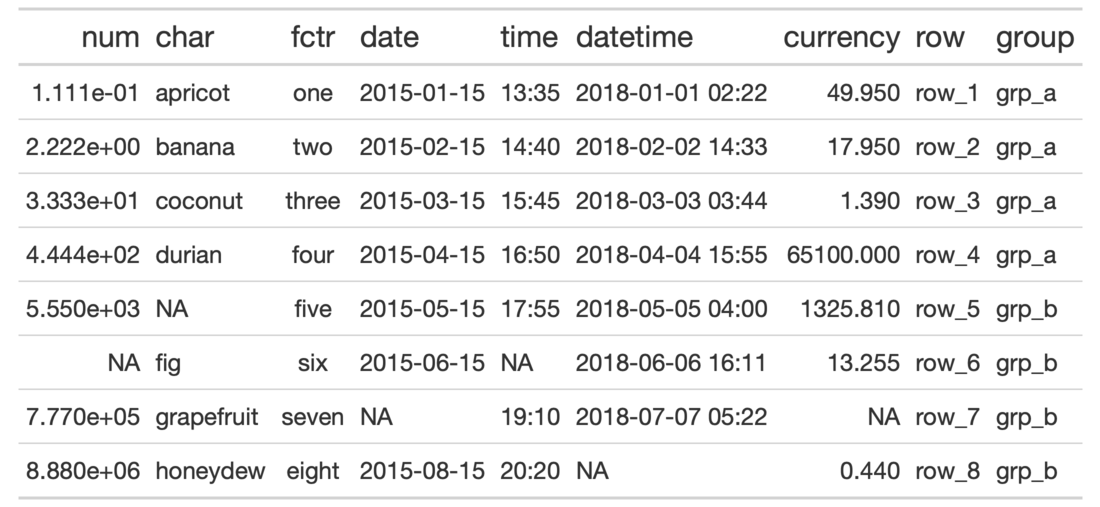 num char fctr date time datetime currency row group
1.111e-01 apricot one 2015-01-15 13:35 2018-01-01 02:22 49.950 row_1 grp_a
2.222e+00 banana two 2015-02-15 14:40 2018-02-02 14:33 17.950 row_2 grp_a
3.333e+01 coconut three 2015-03-15 15:45 2018-03-03 03:44 1.390 row_3 grp_a
4.444e+02 durian four 2015-04-15 16:50 2018-04-04 15:55 65100.000 row_4 grp_a
5.550e+03 NA five 2015-05-15 17:55 2018-05-05 04:00 1325.810 row_5 grp_b
NA fig six 2015-06-15 NA 2018-06-06 16:11 13.255 row_6 grp_b
7.770e+05 grapefruit seven NA 19:10 2018-07-07 05:22 NA row_7 grp_b
8.880e+06 honeydew eight 2015-08-15 20:20 NA 0.440 row_8 grp_b